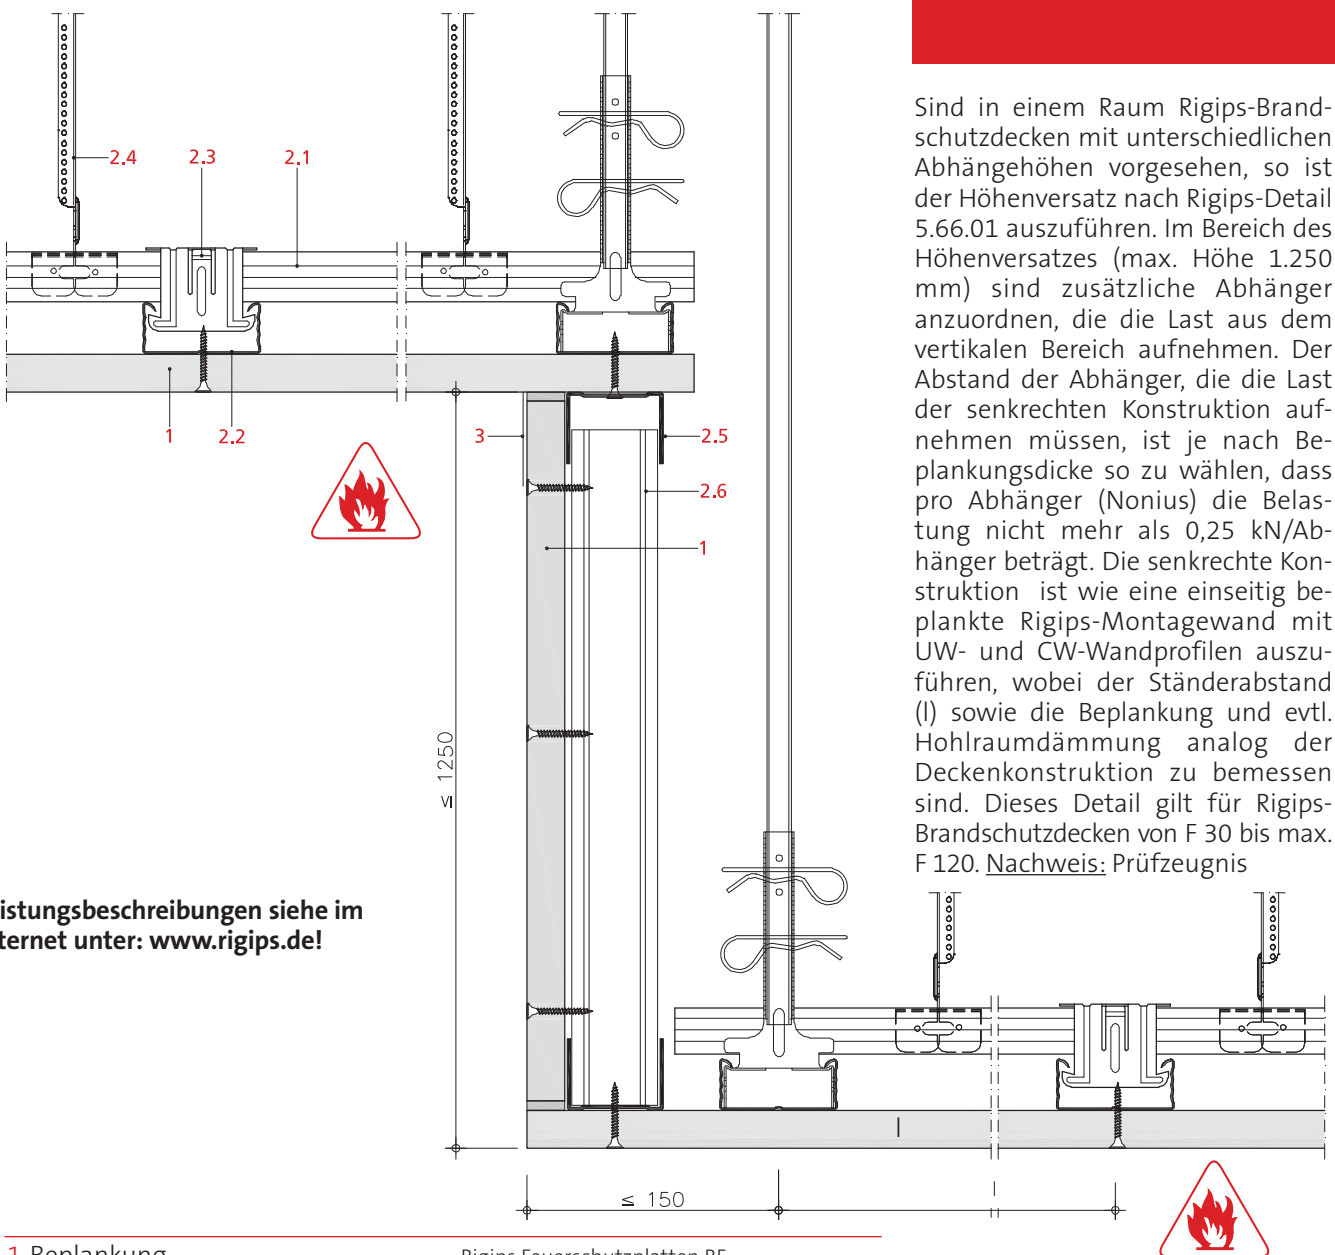 2.4
2.3
2.1
1
2.2
3
2.5
2.6
1
≤ 1250
Sind in einem Raum Rigips-Brand-
schutzdecken mit unterschiedlichen
Abhängehöhen vorgesehen, so ist
der Höhenversatz nach Rigips-Detail
5.66.01 auszuführen. Im Bereich des
Höhenversatzes (max. Höhe 1.250
mm) sind zusätzliche Abhänger
anzuordnen, die die Last aus dem
vertikalen Bereich aufnehmen. Der
Abstand der Abhänger, die die Last
der senkrechten Konstruktion auf-
nehmen müssen, ist je nach Be-
plankungsdicke so zu wählen, dass
pro Abhänger (Nonius) die Belas-
tung nicht mehr als 0,25 kN/Ab-
hänger beträgt. Die senkrechte Kon-
struktion ist wie eine einseitig be-
plankte Rigips-Montagewand mit
UW- und CW-Wandprofilen auszu-
führen, wobei der Ständerabstand
(l) sowie die Beplankung und evtl.
Hohlraumdämmung analog der
Deckenkonstruktion zu bemessen
sind. Dieses Detail gilt für Rigips-
Brandschutzdecken von F 30 bis max.
F 120. Nachweis: Prüfzeugnis
istungsbeschreibungen siehe im
ternet unter: www.rigips.de!
l
≤ 150
l
1 Beplankung
Rigips Feuerschutzplatten RF